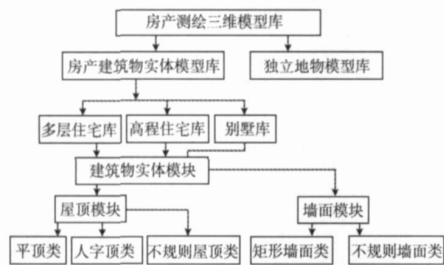 房产测绘三维模型库
房产建筑物实体模型库
独立地物模型库
多层住宅库
高程住宅库
别墅库
建筑物实体模块
屋顶模块
墙面模块
平顶类
人字顶类
不规则屋顶类
矩形墙面类
不规则墙面类